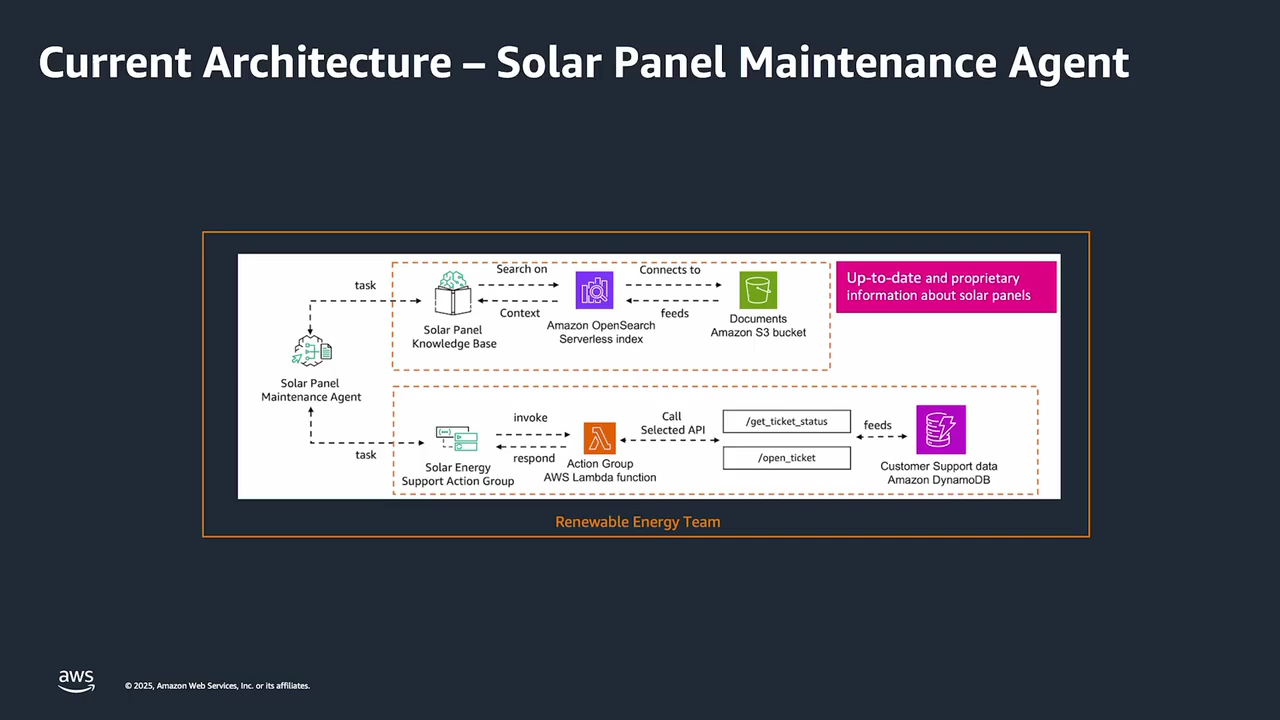 Current Architecture – Solar Panel Maintenance Agent
task
Search on
Context
Connects to
feeds
Solar Panel
Knowledge Base
Amazon OpenSearch
Serverless index
Documents
Amazon S3 bucket
Up-to-date and proprietary
information about solar panels
Solar Panel
Maintenance Agent
task
invoke
respond
Solar Energy
Support Action Group
Action Group
AWS Lambda function
Call
Selected API
/get_ticket_status
/open_ticket
feeds
Customer Support data
Amazon DynamoDB
Renewable Energy Team
aws
© 2025, Amazon Web Services, Inc. or its affiliates.